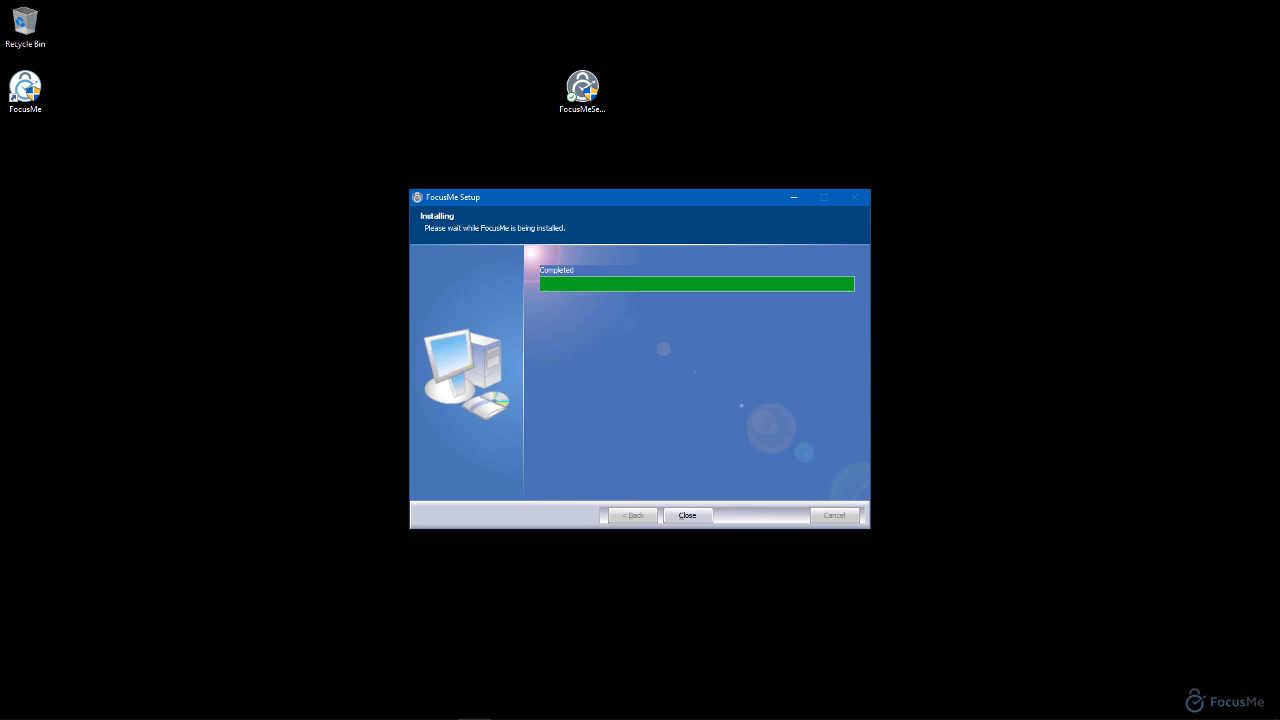 Recycle Bin
FocusMe
FocusMeSe...
FocusMe Setup
Installing
Please wait while FocusMe is being installed.
Completed
< Back
Close
Cancel
FocusMe